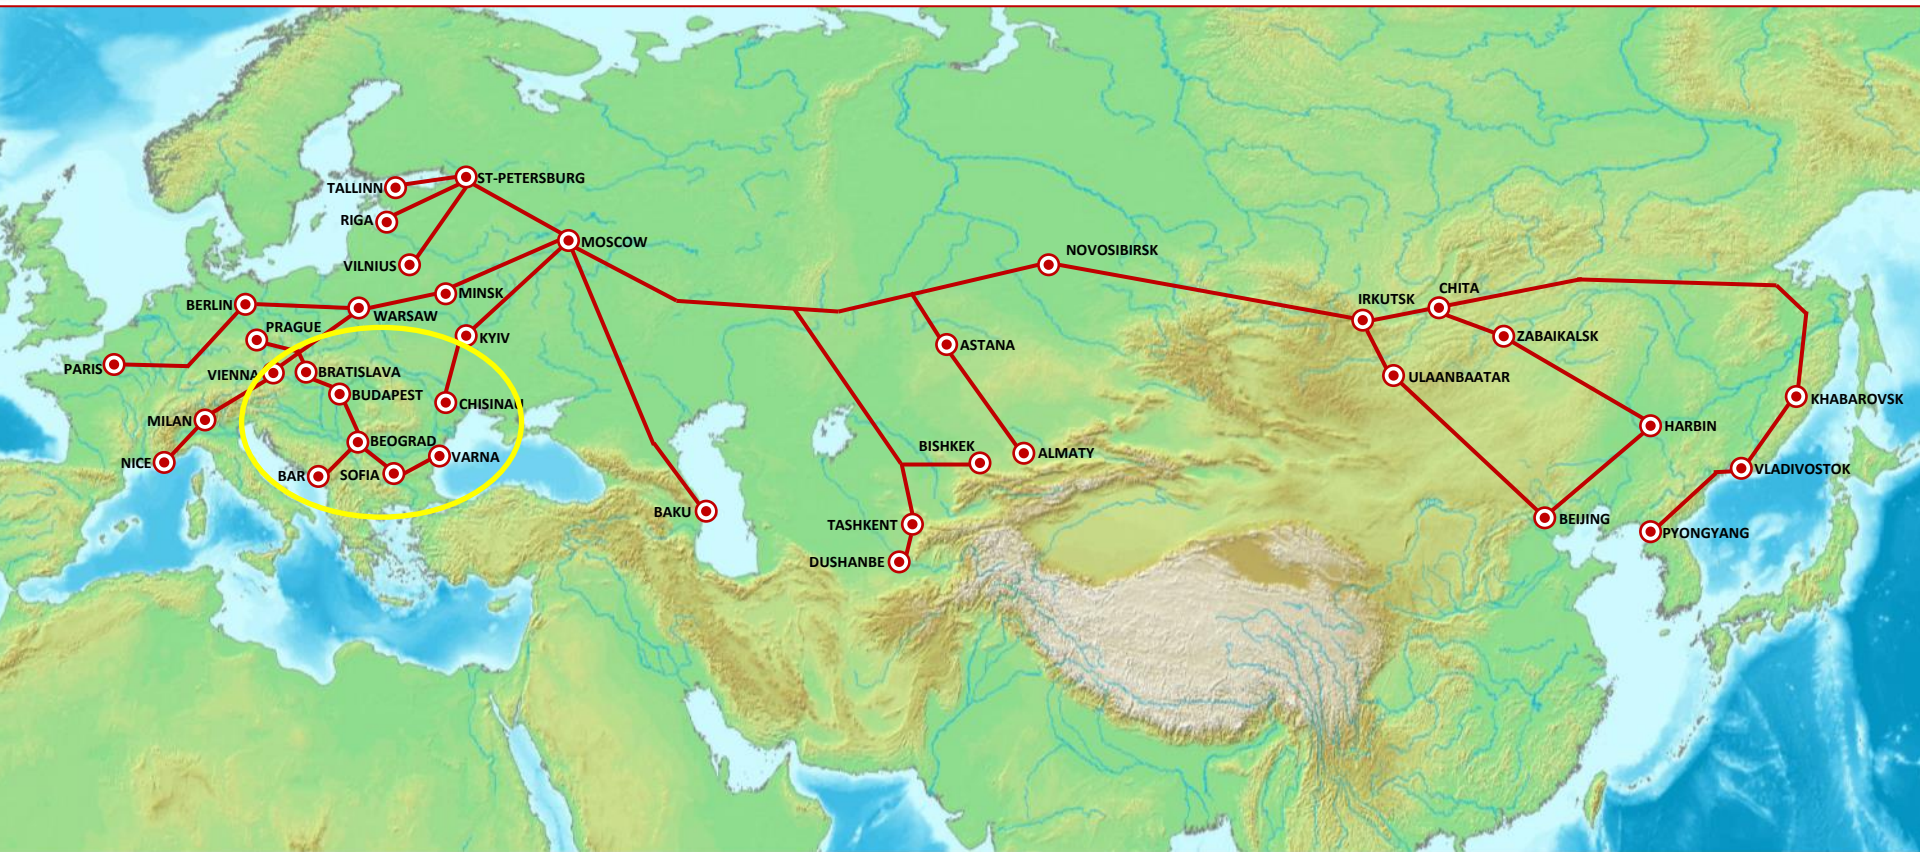 ST-PETERSBURG
TALLINN
RIGA
MOSCOW
NOVOSIBIRSK
VILNIUS
CHITA
MINSK
IRKUTSK
BERLIN
WARSAW
PRAGUE
KYIV
ZABAIKALSK
ASTANA
PARIS
VIENNA
BRATISLAVA
ULAANBAATAR
BUDAPEST
CHISINAU
KHABAROVSK
MILAN
HARBIN
BEOGRAD
BISHKEK
ALMATY
VARNA
NICE
VLADIVOSTOK
BAR
SOFIA
BAKU
BEIJING
TASHKENT
PYONGYANG
DUSHANBE